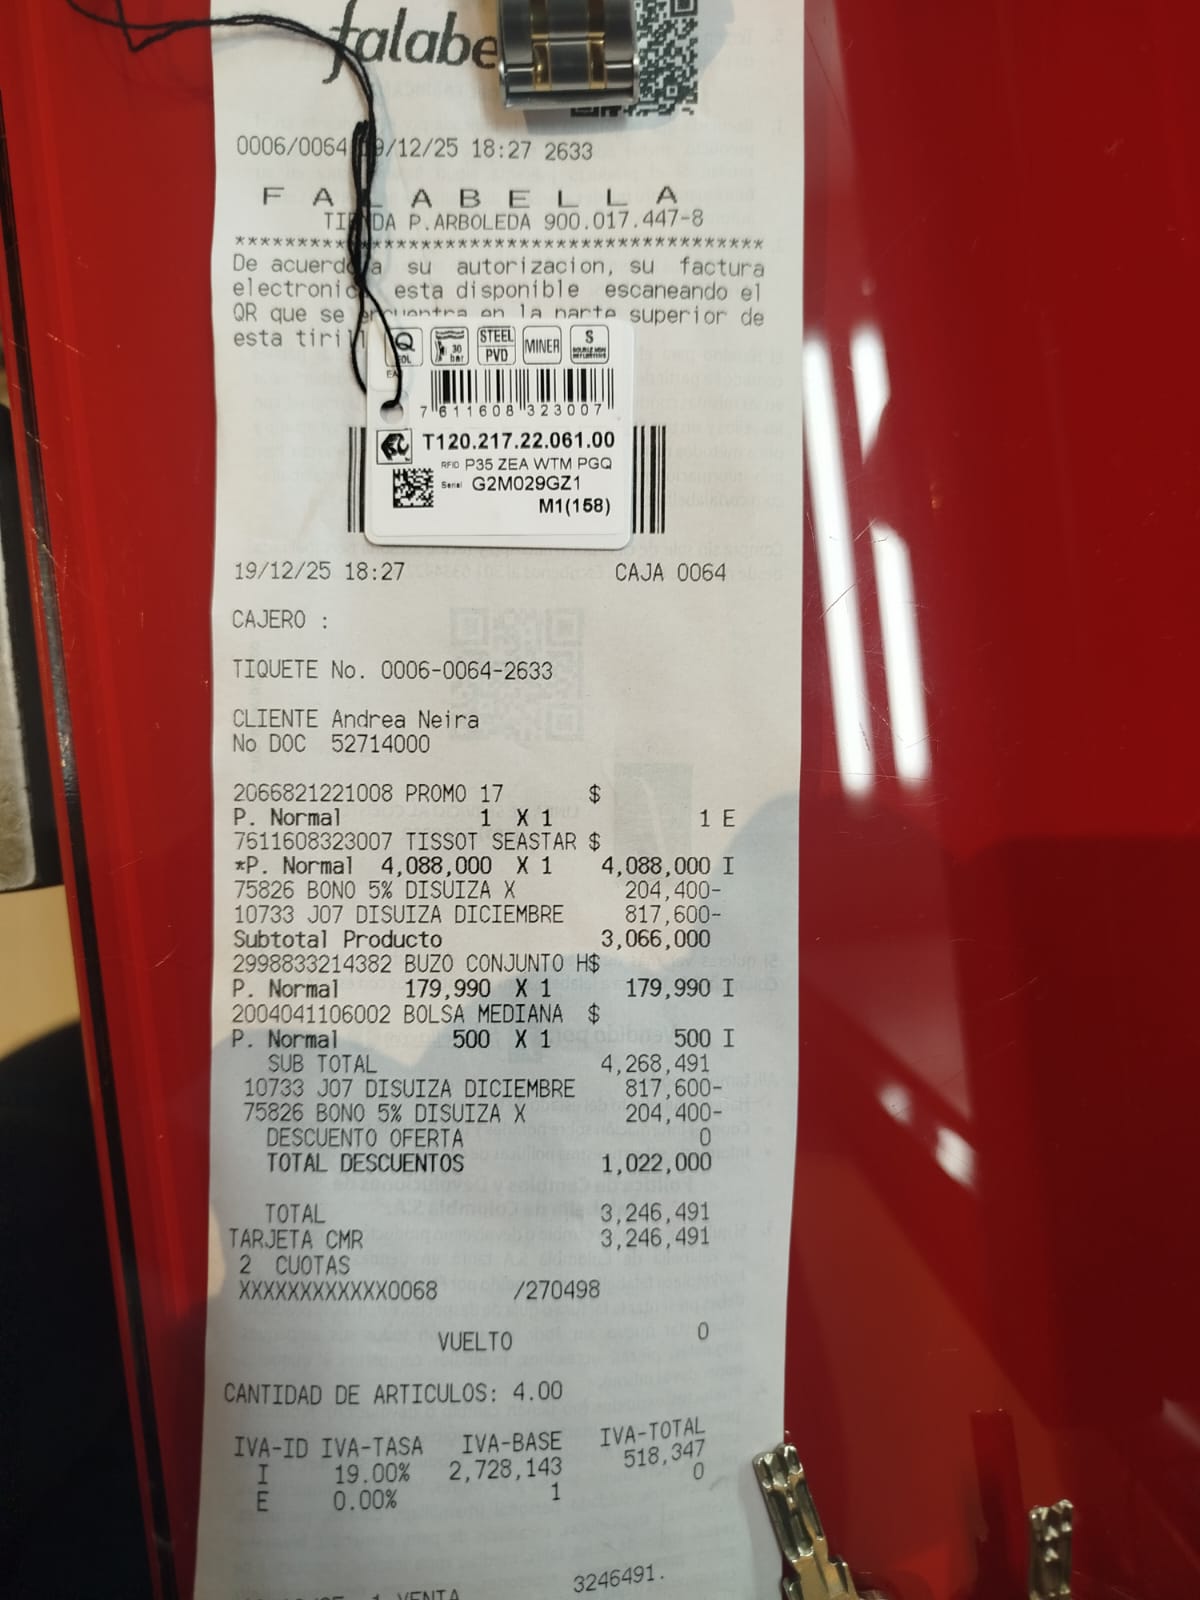 falabe
0006/0064 19/12/25 18:27 2633
F A L A B E L L A
TIENDA P.ARBOLEDA 900.017.447-8
*******************************************
De acuerdo a su autorizacion, su factura
electronic esta disponible escaneando el
QR que se encuentra en la parte superior de
esta tirill
Q STEEL PVD MINER S
30 bar
7 611608 323007
T120.217.22.061.00
RFID P35 ZEA WTM PGQ
Serial G2M029GZ1
M1(158)
19/12/25 18:27 CAJA 0064
CAJERO :
TIQUETE No. 0006-0064-2633
CLIENTE Andrea Neira
No DOC 52714000
2066821221008 PROMO 17 $
P. Normal 1 X 1 1 E
7611608323007 TISSOT SEASTAR $
*P. Normal 4,088,000 X 1 4,088,000 I
75826 BONO 5% DISUIZA X 204,400-
10733 J07 DISUIZA DICIEMBRE 817,600-
Subtotal Producto 3,066,000
2998833214382 BUZO CONJUNTO H$
P. Normal 179,990 X 1 179,990 I
2004041106002 BOLSA MEDIANA $
P. Normal 500 X 1 500 I
SUB TOTAL 4,268,491
10733 J07 DISUIZA DICIEMBRE 817,600-
75826 BONO 5% DISUIZA X 204,400-
DESCUENTO OFERTA 0
TOTAL DESCUENTOS 1,022,000
TOTAL 3,246,491
TARJETA CMR 3,246,491
2 CUOTAS
XXXXXXXXXXXX0068 /270498
VUELTO 0
CANTIDAD DE ARTICULOS: 4.00
IVA-ID IVA-TASA IVA-BASE IVA-TOTAL
I 19.00% 2,728,143 518,347
E 0.00% 1 0
1 VENTA 3246491.